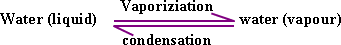 Vaporiziation
Water (liquid) water (vapour)
condensation